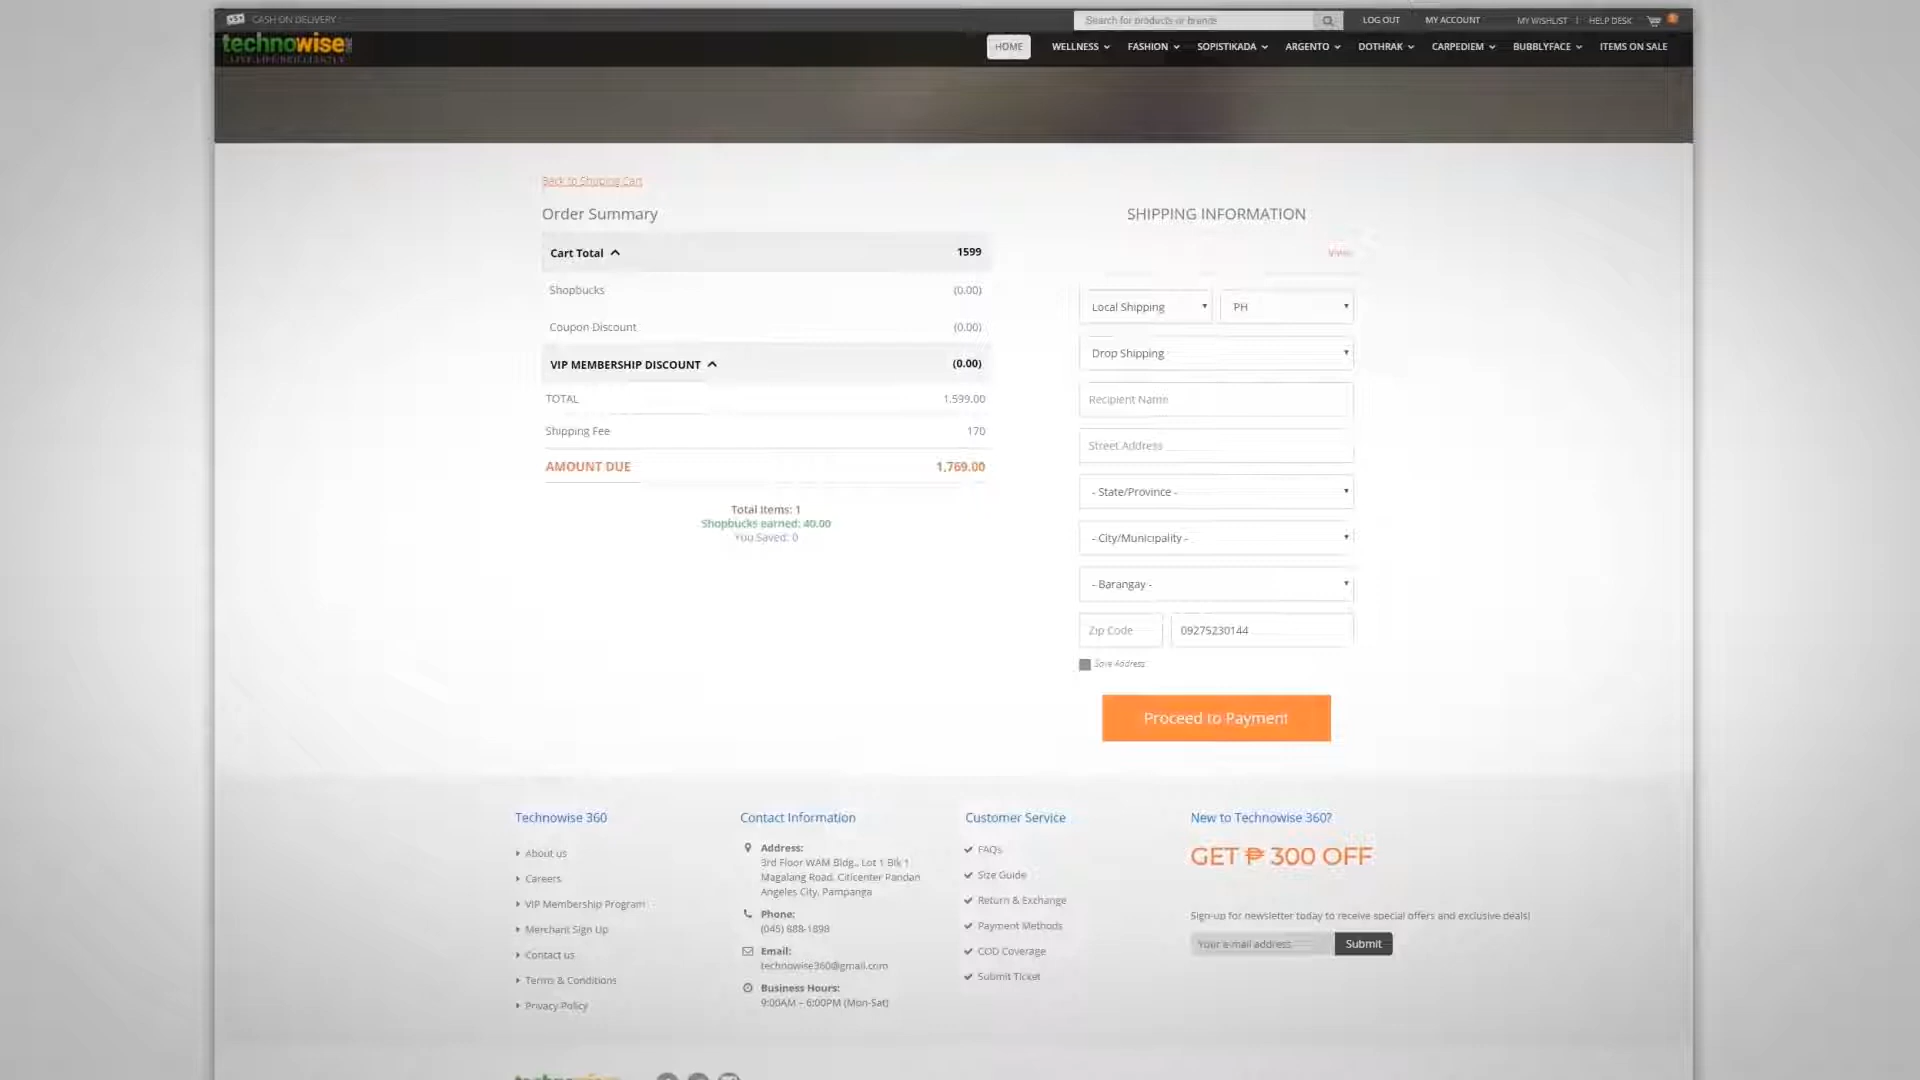 CASH ON DELIVERY
Search for products or brands
LOG OUT
MY ACCOUNT
MY WISHLIST | HELP DESK
technowise
HOME
WELLNESS
FASHION
SOPISTIKADA
ARGENTO
DOTHRAK
CARPEDIEM
BUBBLYFACE
ITEMS ON SALE
Back to Shoping Cart
Order Summary
Cart Total 1599
Shopbucks (0.00)
Coupon Discount (0.00)
VIP MEMBERSHIP DISCOUNT (0.00)
TOTAL 1,599.00
Shipping Fee 170
AMOUNT DUE 1,769.00
Total Items: 1
Shopbucks earned: 40.00
You Saved: 0
SHIPPING INFORMATION
View
Local Shipping
PH
Drop Shipping
Recipient Name
Street Address
- State/Province -
- City/Municipality -
- Barangay -
Zip Code
09275230144
Save Address
Proceed to Payment
Technowise 360
About us
Careers
VIP Membership Program
Merchant Sign Up
Contact us
Terms & Conditions
Privacy Policy
Contact Information
Address:
3rd Floor WAM Bldg., Lot 1 Blk 1
Magalang Road, Citicenter Pandan
Angeles City, Pampanga
Phone:
(045) 888-1898
Email:
technowise360@gmail.com
Business Hours:
9:00AM – 6:00PM (Mon-Sat)
Customer Service
FAQs
Size Guide
Return & Exchange
Payment Methods
COD Coverage
Submit Ticket
New to Technowise 360?
GET ₱ 300 OFF
Sign-up for newsletter today to receive special offers and exclusive deals!
Your e-mail address
Submit